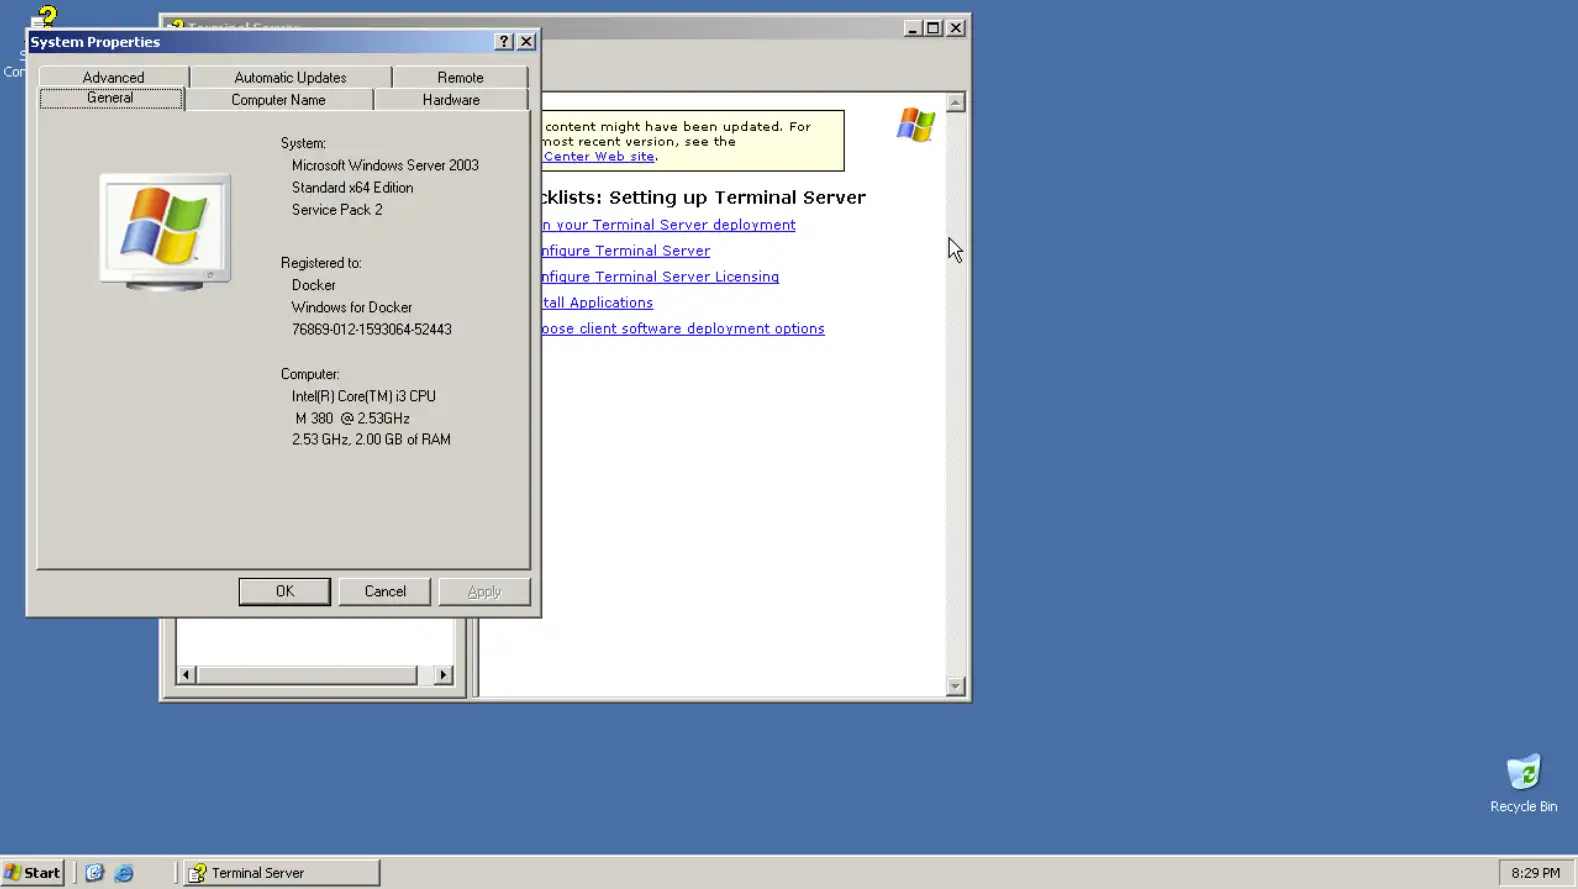 Terminal Server
System Properties
Advanced
Automatic Updates
Remote
General
Computer Name
Hardware
System:
Microsoft Windows Server 2003
Standard x64 Edition
Service Pack 2
Registered to:
Docker
Windows for Docker
76869-012-1593064-52443
Computer:
Intel(R) Core(TM) i3 CPU
M 380 @ 2.53GHz
2.53 GHz, 2.00 GB of RAM
OK
Cancel
Apply
content might have been updated. For
most recent version, see the
Center Web site.
cklists: Setting up Terminal Server
n your Terminal Server deployment
nfigure Terminal Server
nfigure Terminal Server Licensing
tall Applications
oose client software deployment options
Recycle Bin
Start
Terminal Server
8:29 PM